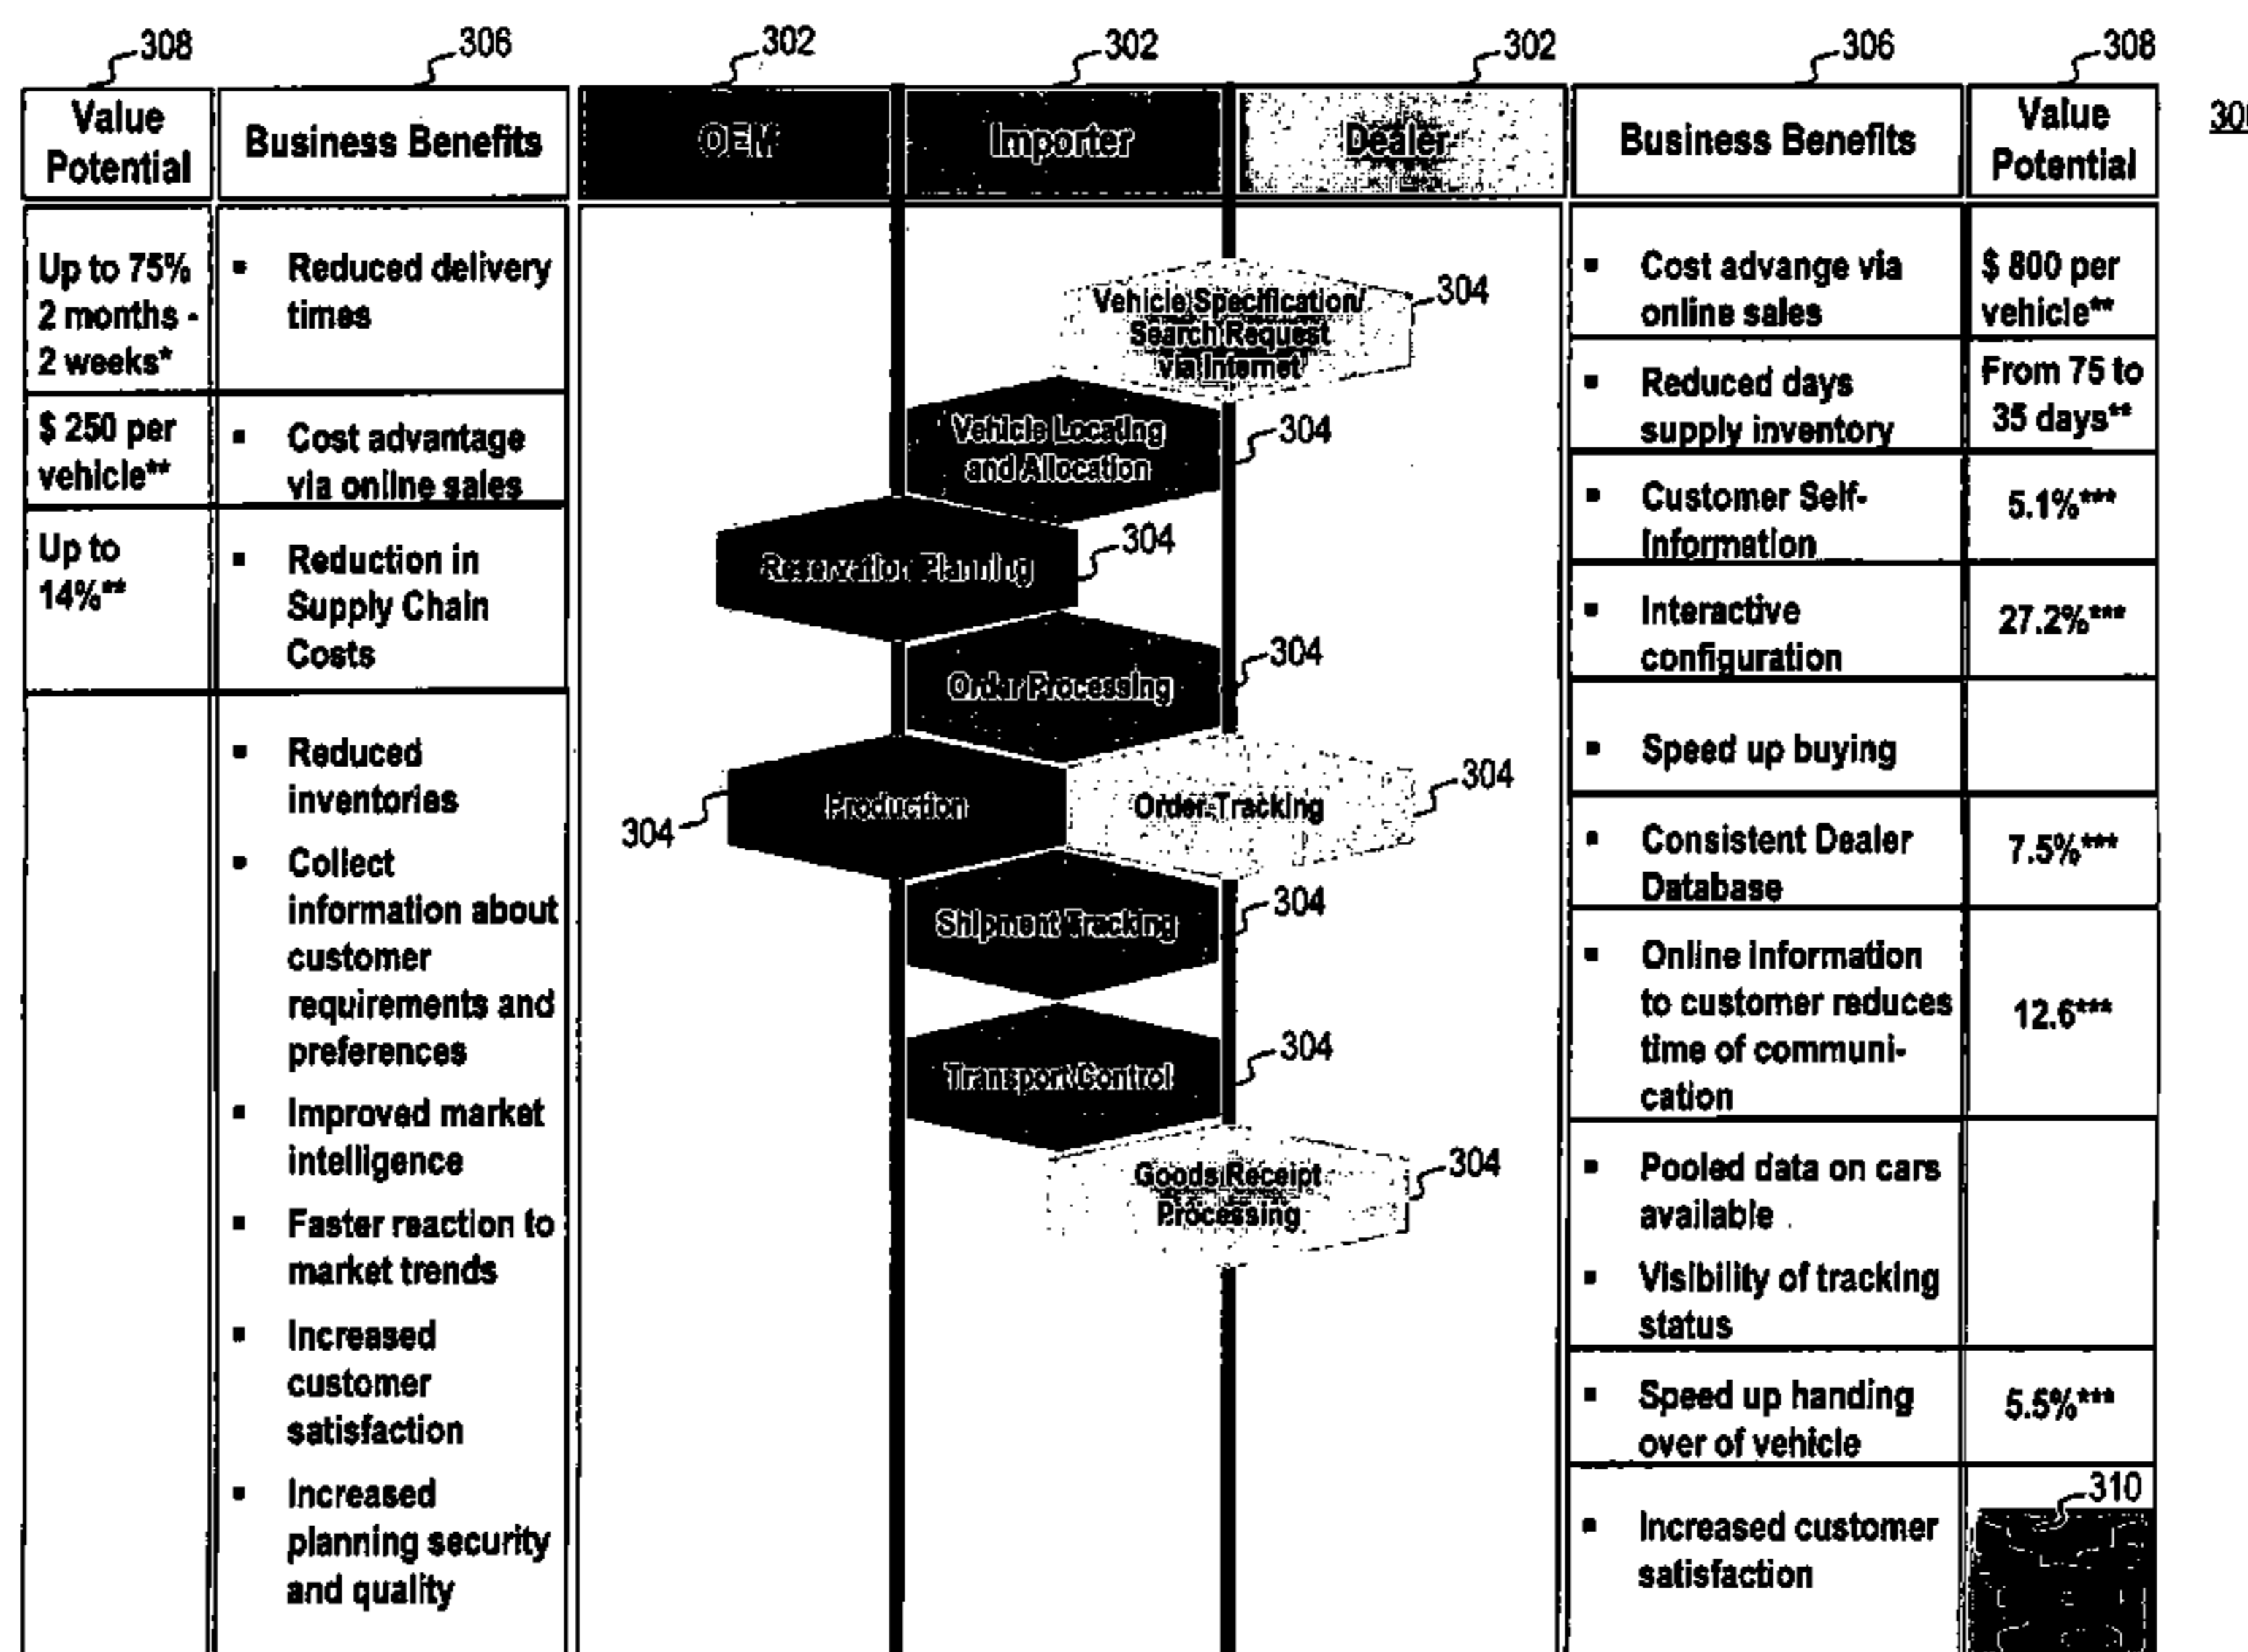 308
306
302
302
302
306
308
Value
Potential
Business Benefits
OEM
Importer
Dealer
Business Benefits
Value
Potential
Up to 75%
2 months -
2 weeks*
▪ Reduced delivery
times
$ 250 per
vehicle**
▪ Cost advantage
via online sales
Up to
14%**
▪ Reduction in
Supply Chain
Costs
▪ Reduced
inventories
▪ Collect
information about
customer
requirements and
preferences
▪ Improved market
intelligence
▪ Faster reaction to
market trends
▪ Increased
customer
satisfaction
▪ Increased
planning security
and quality
Vehicle Specification/
Search Request
via Internet
304
Vehicle Locating
and Allocation
304
Reservation Planning
304
Order Processing
304
Production
304
Order Tracking
304
Shipment Tracking
304
Transport Control
304
Goods Receipt
Processing
304
▪ Cost advange via
online sales
$ 800 per
vehicle**
▪ Reduced days
supply inventory
From 75 to
35 days**
▪ Customer Self-
Information
5.1%***
▪ Interactive
configuration
27.2%***
▪ Speed up buying
▪ Consistent Dealer
Database
7.5%***
▪ Online information
to customer reduces
time of communi-
cation
12.6***
▪ Pooled data on cars
available
▪ Visibility of tracking
status
▪ Speed up handing
over of vehicle
5.5%***
▪ Increased customer
satisfaction
310